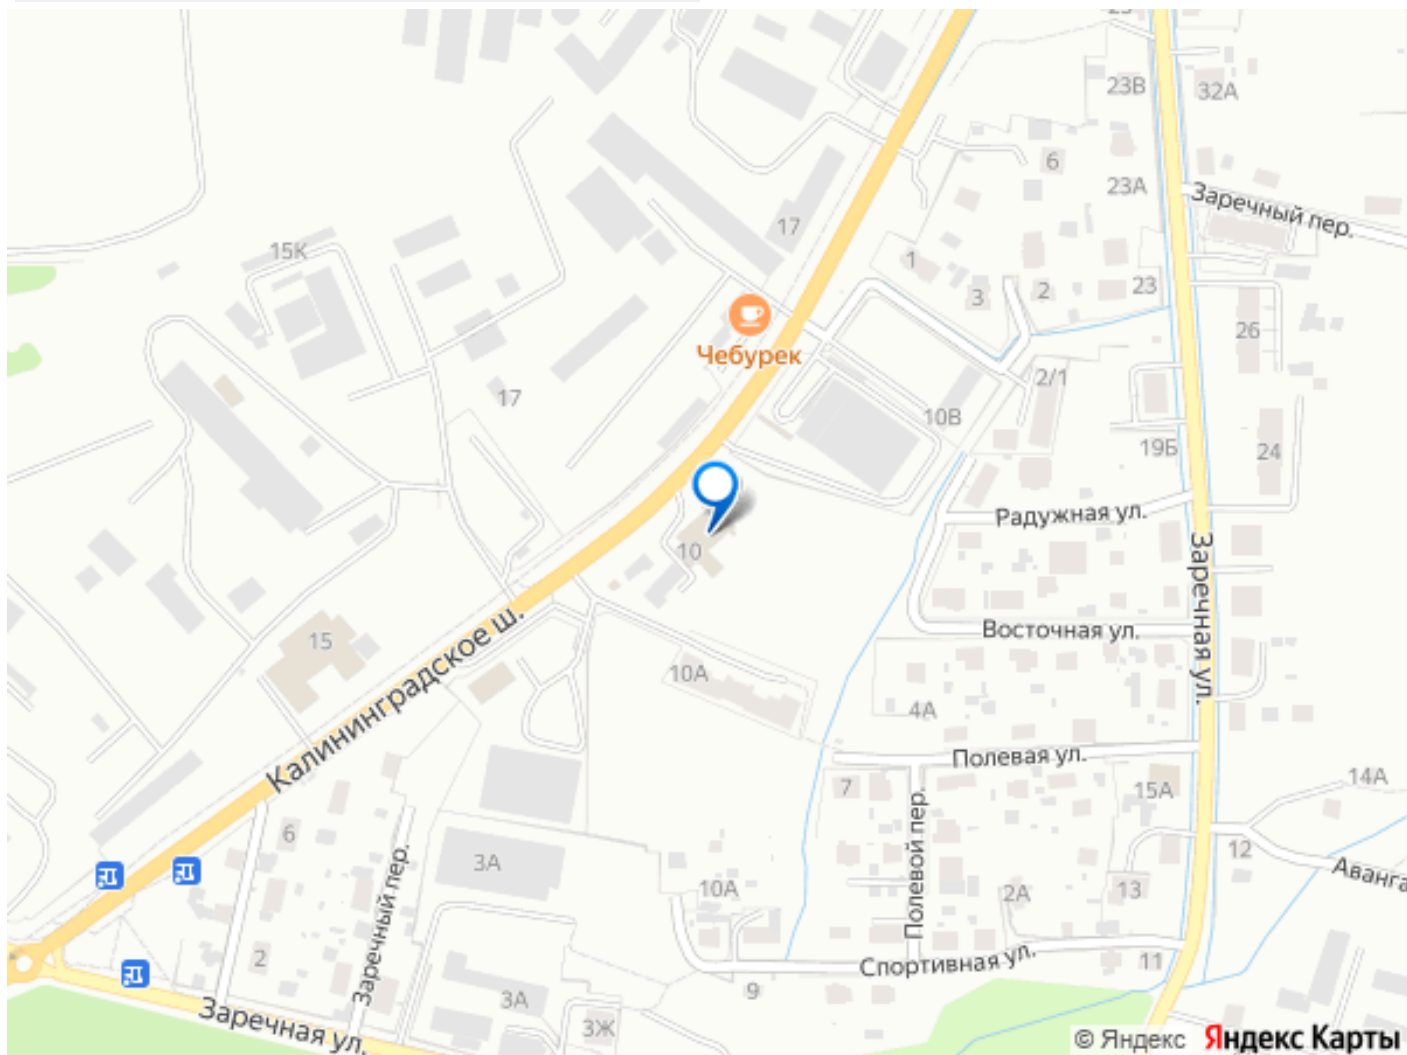 23В
32А
6
23А
Заречный пер.
17
15К
1
3
2
23
26
Чебурек
17
2/1
10В
19Б
24
Радужная ул.
10
Заречная ул.
Восточная ул.
15
Калининградское ш.
10А
4А
Полевая ул.
7
15А
14А
6
3А
Заречный пер.
10А
Полевой пер.
2А
13
12
Аванга
2
Спортивная ул.
11
9
3А
3Ж
Заречная ул.
© Яндекс Яндекс Карты